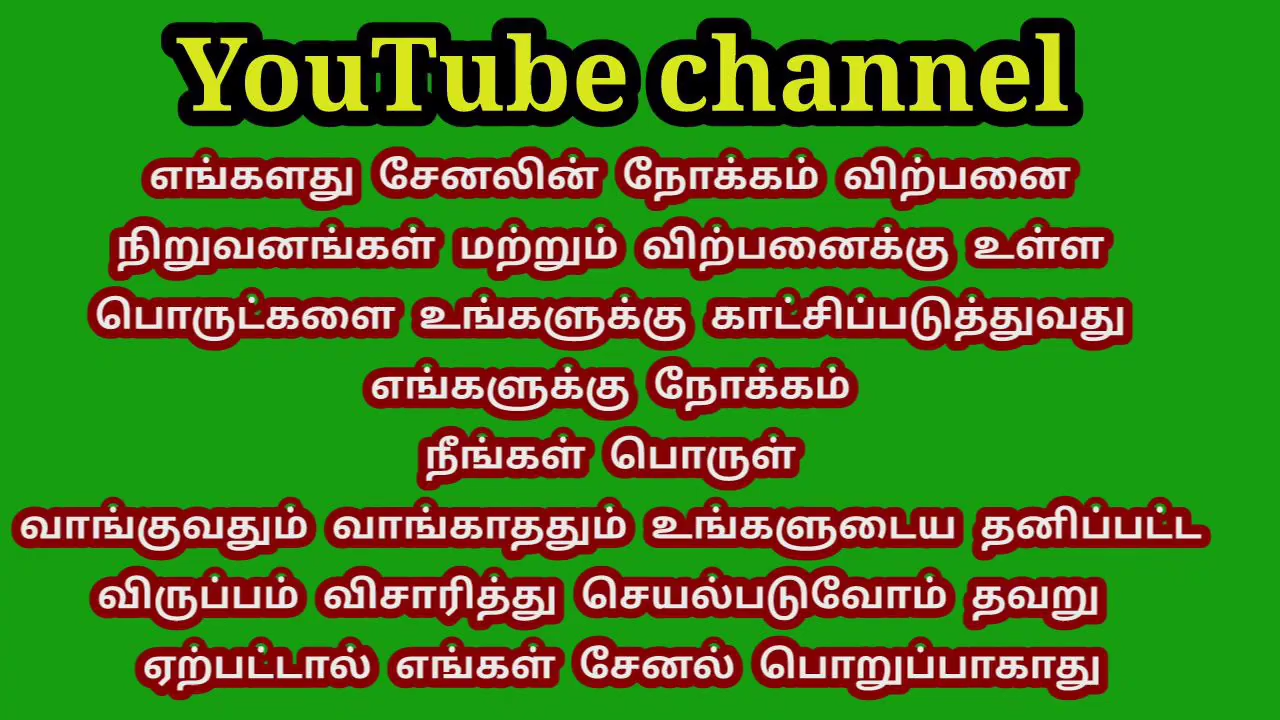 YouTube channel
எங்களது சேனலின் நோக்கம் விற்பனை
நிறுவனங்கள் மற்றும் விற்பனைக்கு உள்ள
பொருட்களை உங்களுக்கு காட்சிப்படுத்துவது
எங்களுக்கு நோக்கம்
நீங்கள் பொருள்
வாங்குவதும் வாங்காததும் உங்களுடைய தனிப்பட்ட
விருப்பம் விசாரித்து செயல்படுவோம் தவறு
ஏற்பட்டால் எங்கள் சேனல் பொறுப்பாகாது